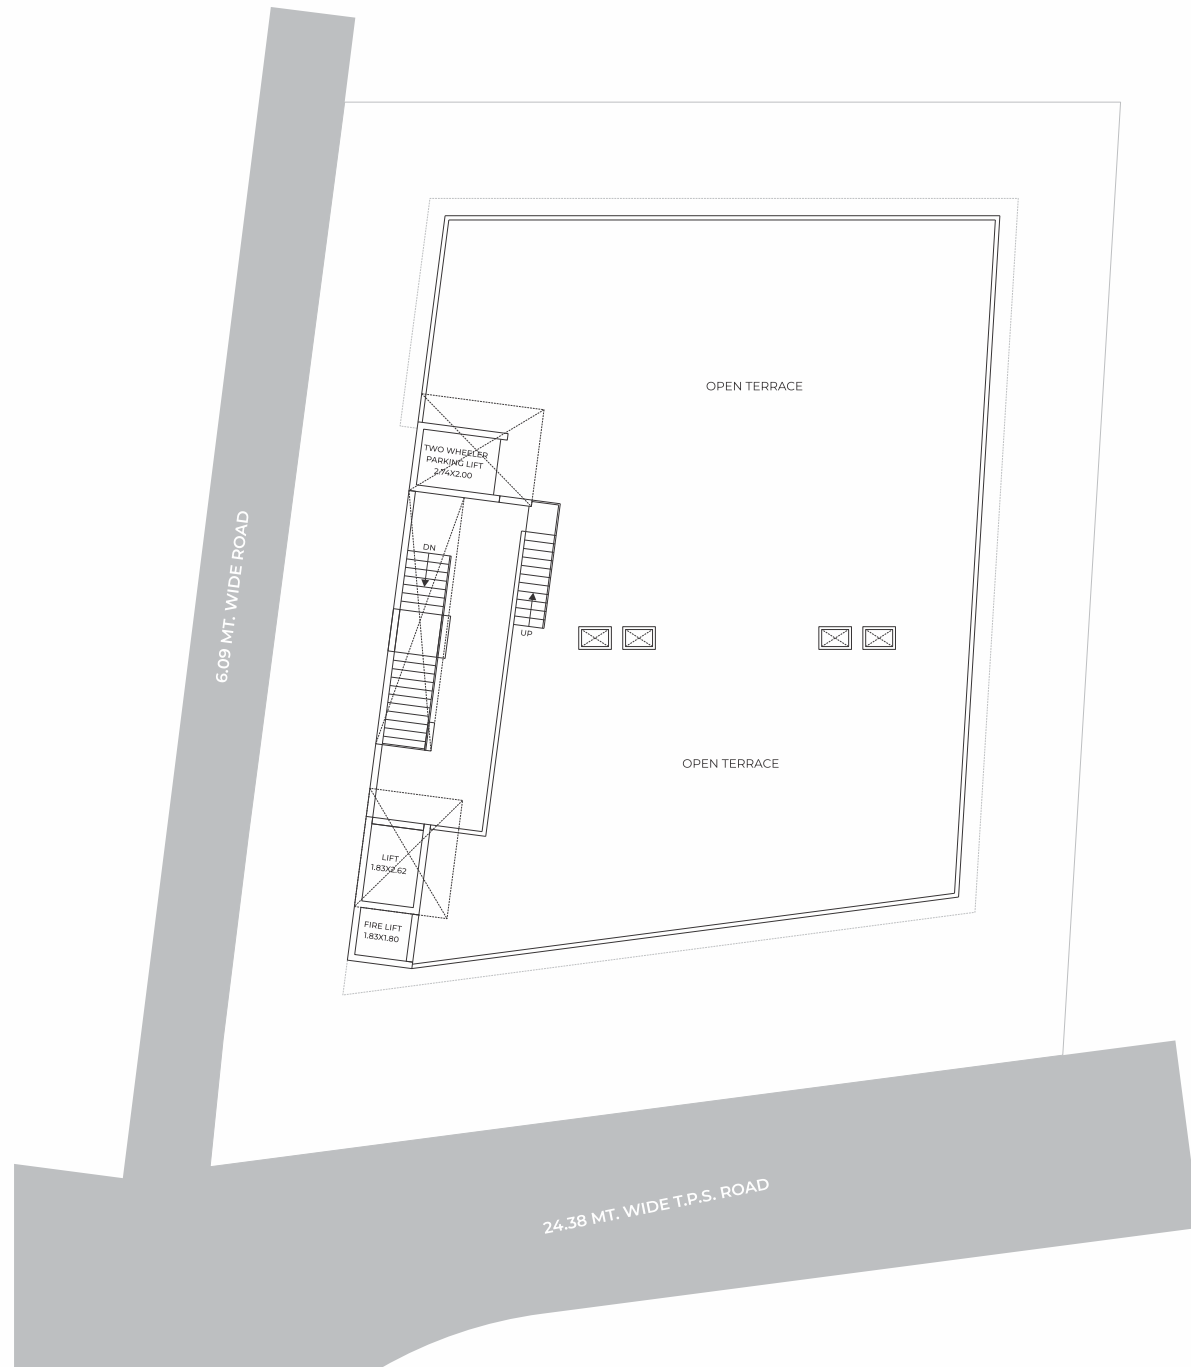 OPEN TERRACE
TWO WHEELER
PARKING LIFT
2.74X2.00
DN
UP
6.09 MT. WIDE ROAD
OPEN TERRACE
LIFT
1.83X2.62
FIRE LIFT
1.83X1.80
24.38 MT. WIDE T.P.S. ROAD